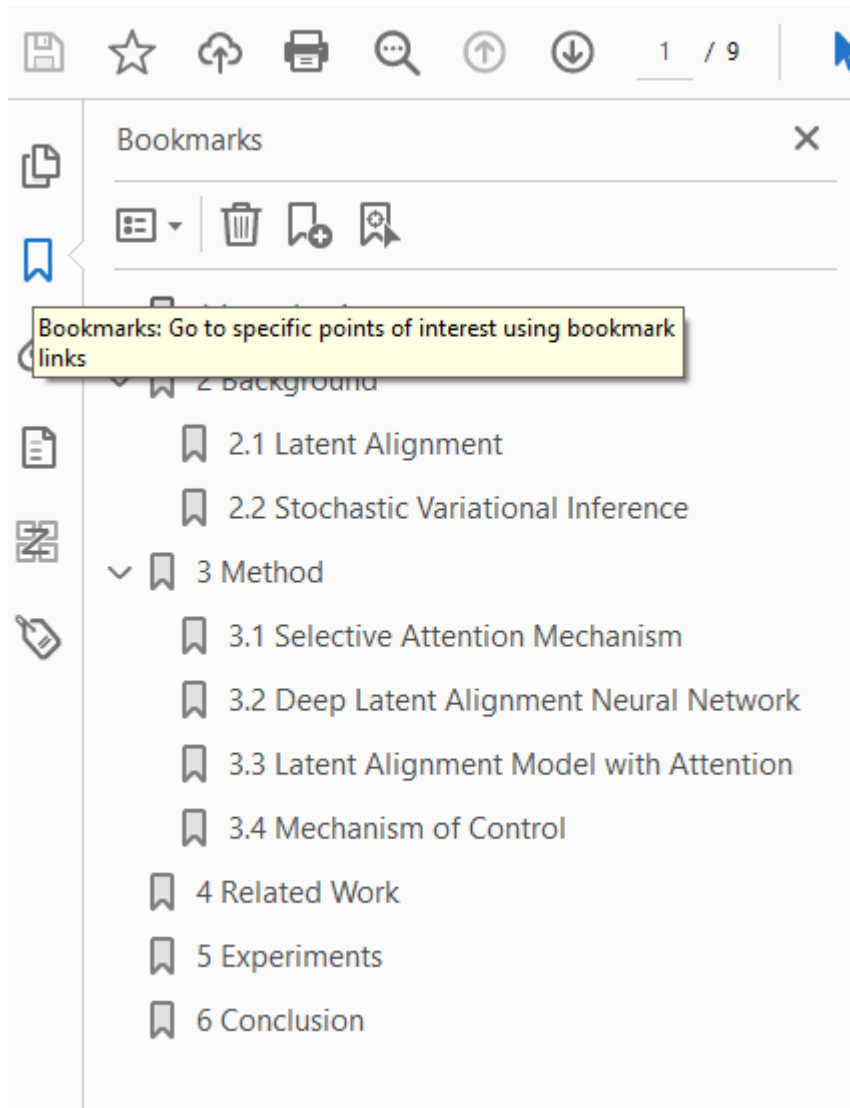 1 / 9
Bookmarks
Bookmarks: Go to specific points of interest using bookmark
links
2 Background
2.1 Latent Alignment
2.2 Stochastic Variational Inference
3 Method
3.1 Selective Attention Mechanism
3.2 Deep Latent Alignment Neural Network
3.3 Latent Alignment Model with Attention
3.4 Mechanism of Control
4 Related Work
5 Experiments
6 Conclusion